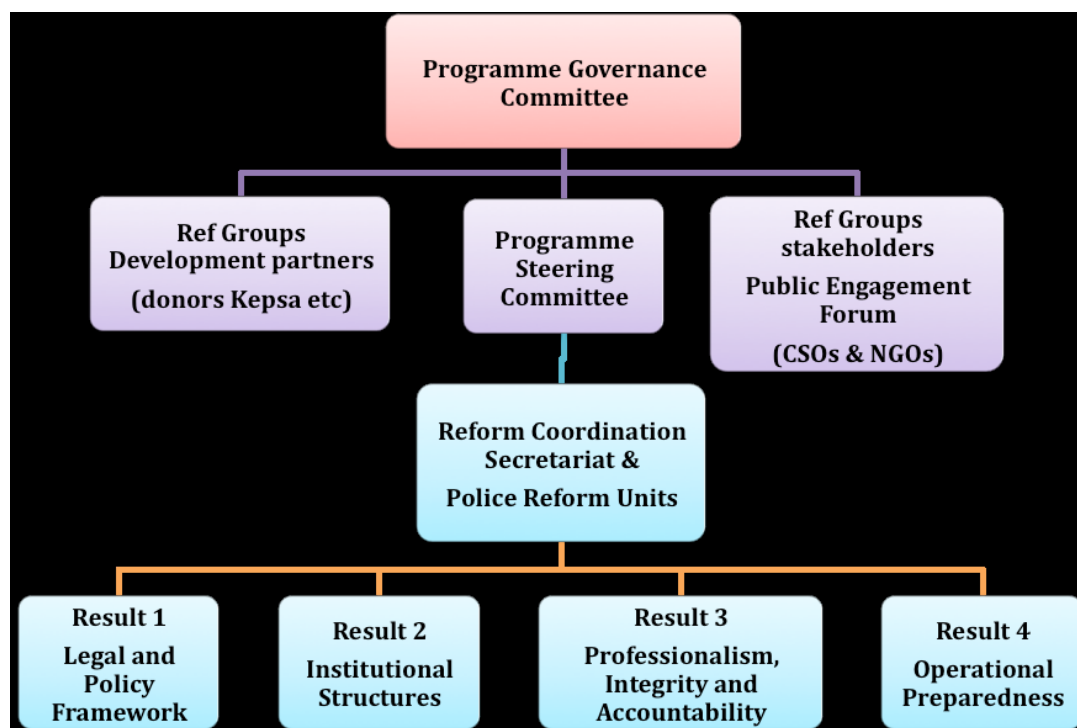 Programme Governance
Committee
Ref Groups
Development partners
(donors Kepsa etc)
Programme
Steering
Committee
Ref Groups
stakeholders
Public Engagement
Forum
(CSOs & NGOs)
Reform Coordination
Secretariat &
Police Reform Units
Result 1
Legal and
Policy
Framework
Result 2
Institutional
Structures
Result 3
Professionalism,
Integrity and
Accountability
Result 4
Operational
Preparedness